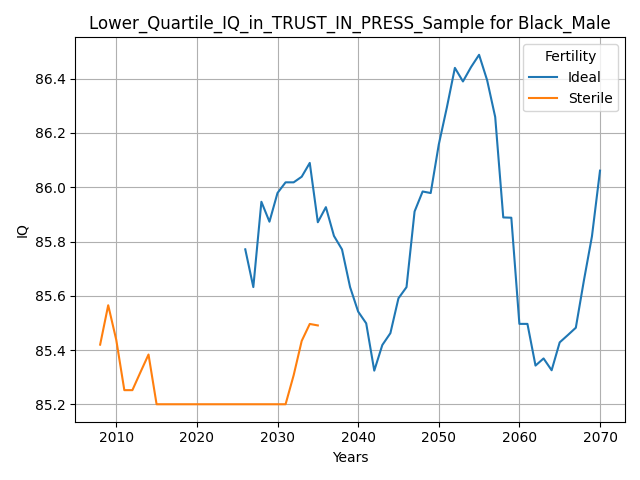 Lower_Quartile_IQ_in_TRUST_IN_PRESS_Sample for Black_Male
Fertility
Ideal
Sterile
86.4
86.2
86.0
85.8
85.6
85.4
85.2
IQ
2010 2020 2030 2040 2050 2060 2070
Years